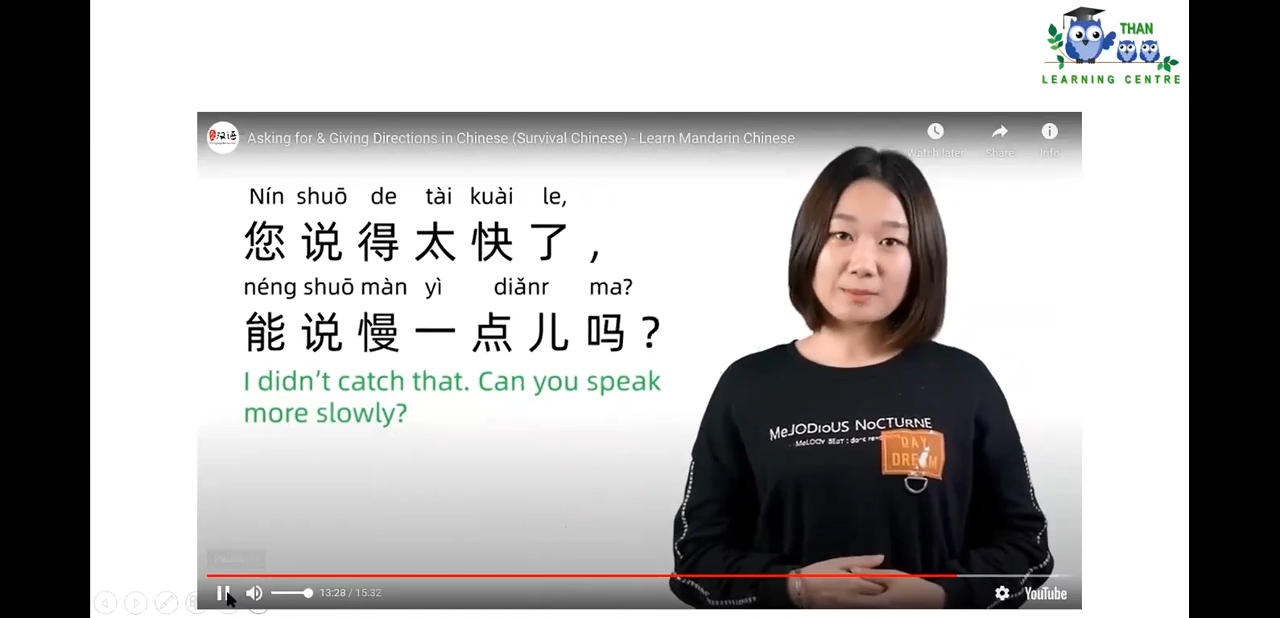 THAN
LEARNING CENTRE
汉语
Asking for & Giving Directions in Chinese (Survival Chinese) - Learn Mandarin Chinese
Watch later
Share
Info
Nín shuō de tài kuài le,
您说得太快了，
néng shuō màn yì diǎnr ma?
能说慢一点儿吗？
I didn't catch that. Can you speak
more slowly?
MeLODIoUS NoCTURNE
DAY
DREAM
13:28 / 15:32
YouTube